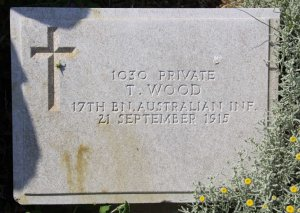 1030 PRIVATE
T. WOOD
17TH BN. AUSTRALIAN INF.
21 SEPTEMBER 1915